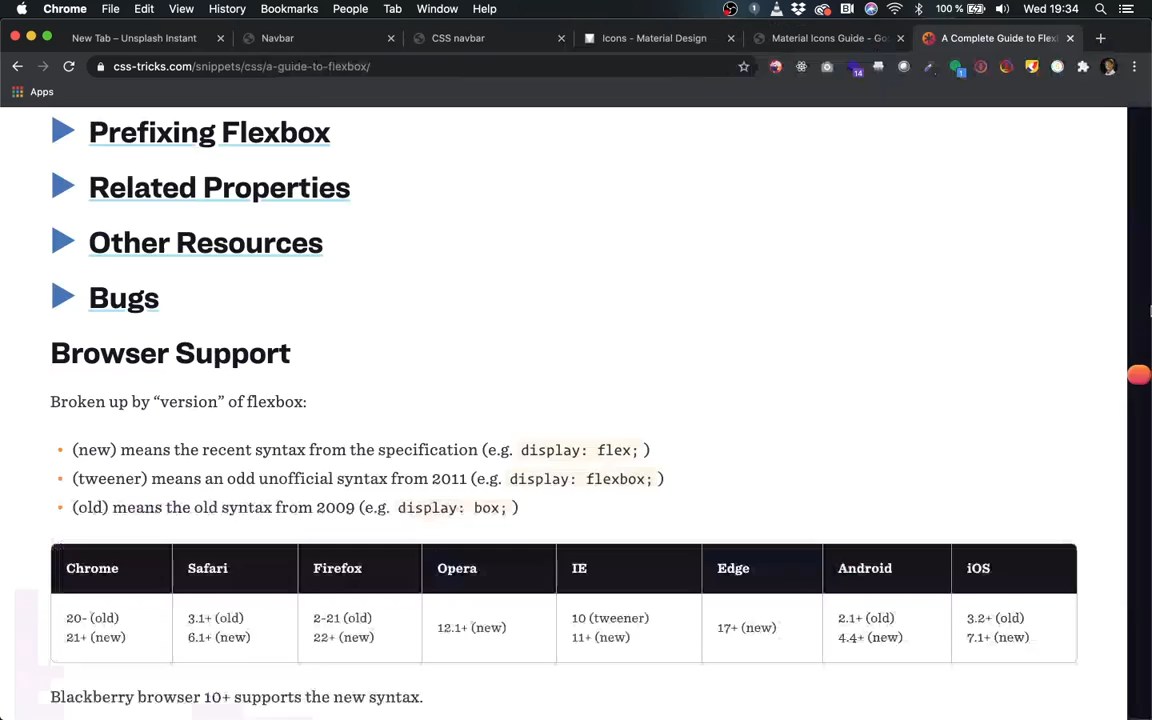 Chrome File Edit View History Bookmarks People Tab Window Help 100 % Wed 19:34
New Tab – Unsplash Instant Navbar CSS navbar Icons - Material Design Material Icons Guide - Go A Complete Guide to Flex
css-tricks.com/snippets/css/a-guide-to-flexbox/ 14 1
Apps
Prefixing Flexbox
Related Properties
Other Resources
Bugs
Browser Support
Broken up by “version” of flexbox:
• (new) means the recent syntax from the specification (e.g. display: flex; )
• (tweener) means an odd unofficial syntax from 2011 (e.g. display: flexbox; )
• (old) means the old syntax from 2009 (e.g. display: box; )
Chrome Safari Firefox Opera IE Edge Android iOS
20- (old) 3.1+ (old) 2-21 (old) 12.1+ (new) 10 (tweener) 17+ (new) 2.1+ (old) 3.2+ (old)
21+ (new) 6.1+ (new) 22+ (new) 11+ (new) 4.4+ (new) 7.1+ (new)
Blackberry browser 10+ supports the new syntax.